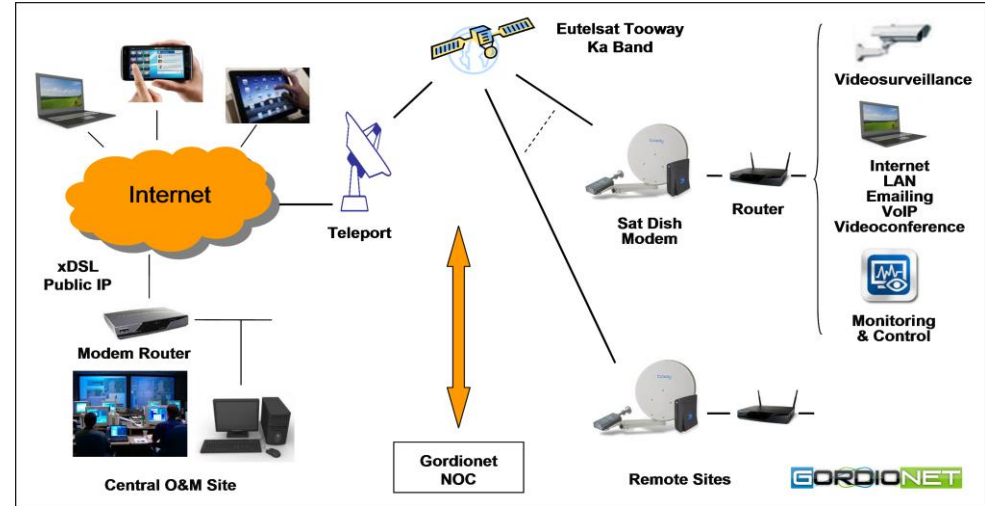 Eutelsat Tooway
Ka Band
Videosurveillance
Internet
LAN
Emailing
VoIP
Videoconference
Monitoring
& Control
Internet
Teleport
Sat Dish
Modem
Router
xDSL
Public IP
Modem Router
Central O&M Site
Gordionet
NOC
Remote Sites
GORDIONET